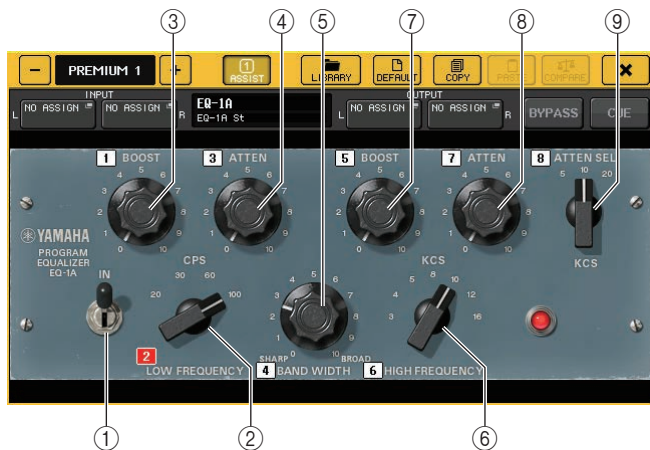 ③ ④ ⑤ ⑦ ⑧ ⑨
− PREMIUM 1 + 1 ASSIST LIBRARY DEFAULT COPY PASTE COMPARE ×
INPUT OUTPUT
L NO ASSIGN NO ASSIGN R EQ-1A L NO ASSIGN NO ASSIGN R BYPASS CUE
EQ-1A St
1 BOOST 3 ATTEN 5 BOOST 7 ATTEN 8 ATTEN SEL
0 1 2 3 4 5 6 7 8 9 10
0 1 2 3 4 5 6 7 8 9 10
0 1 2 3 4 5 6 7 8 9 10
0 1 2 3 4 5 6 7 8 9 10
5 10 20
YAMAHA
PROGRAM
EQUALIZER
EQ-1A
CPS KCS KCS
IN
20 30 60 100
0 1 2 3 4 5 6 7 8 9 10
3 4 5 8 10 12 16
SHARP BROAD
2 LOW FREQUENCY 4 BAND WIDTH 6 HIGH FREQUENCY
① ② ⑥